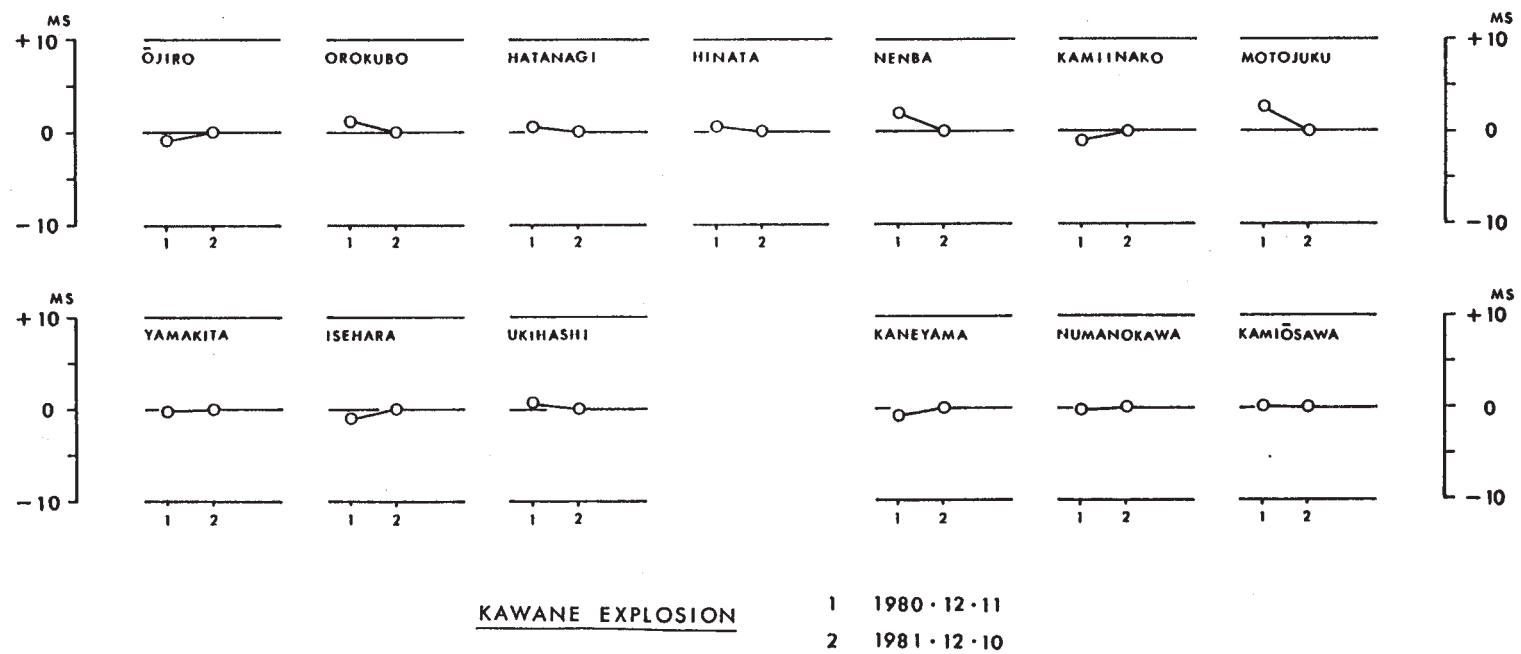 MS MS
+10 ŌJIRO OROKUBO HATANAGI HINATA NENBA KAMIINAKO MOTOJUKU +10
0 0
-10 -10
1 2 1 2 1 2 1 2 1 2 1 2 1 2
MS MS
+10 YAMAKITA ISEHARA UKIHASHI KANEYAMA NUMANOKAWA KAMIŌSAWA +10
0 0
-10 -10
1 2 1 2 1 2 1 2 1 2 1 2
KAWANE EXPLOSION
1 1980・12・11
2 1981・12・10